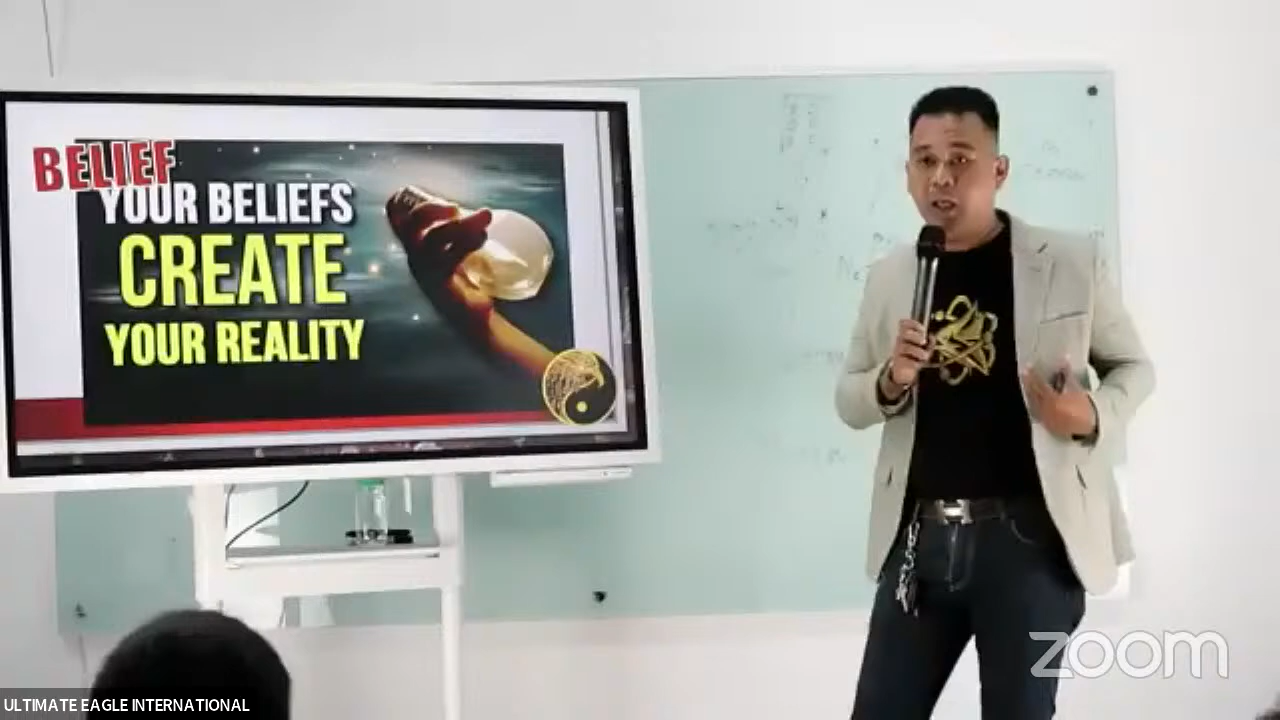 BELIEF
YOUR BELIEFS
CREATE
YOUR REALITY
zoom
ULTIMATE EAGLE INTERNATIONAL